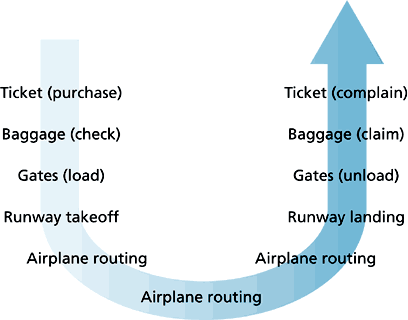 Ticket (purchase)
Baggage (check)
Gates (load)
Runway takeoff
Airplane routing
Airplane routing
Airplane routing
Runway landing
Gates (unload)
Baggage (claim)
Ticket (complain)